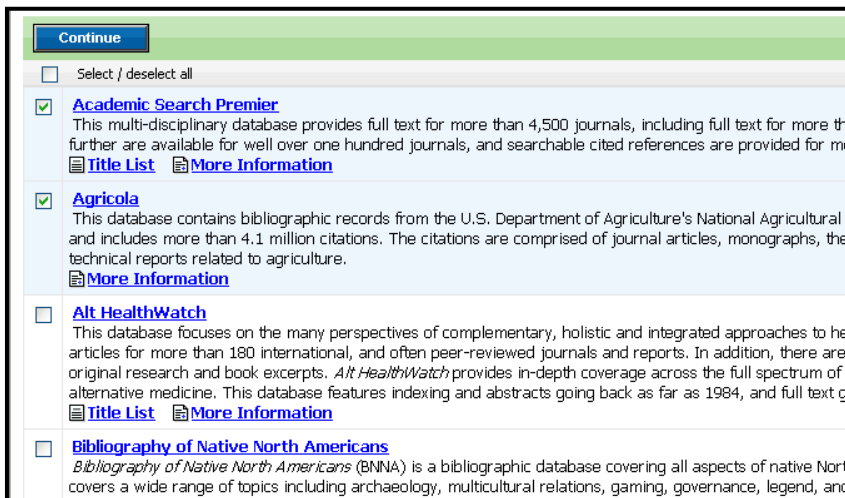 Continue
Select / deselect all
Academic Search Premier
This multi-disciplinary database provides full text for more than 4,500 journals, including full text for more
further are available for well over one hundred journals, and searchable cited references are provided for
Title List More Information
Agricola
This database contains bibliographic records from the U.S. Department of Agriculture's National Agricultural
and includes more than 4.1 million citations. The citations are comprised of journal articles, monographs,
technical reports related to agriculture.
More Information
Alt HealthWatch
This database focuses on the many perspectives of complementary, holistic and integrated approaches to
articles for more than 180 international, and often peer-reviewed journals and reports. In addition, there are
original research and book excerpts. Alt HealthWatch provides in-depth coverage across the full spectrum of
alternative medicine. This database features indexing and abstracts going back as far as 1984, and full text
Title List More Information
Bibliography of Native North Americans
Bibliography of Native North Americans (BNNA) is a bibliographic database covering all aspects of native
covers a wide range of topics including archaeology, multicultural relations, gaming, governance, legend,